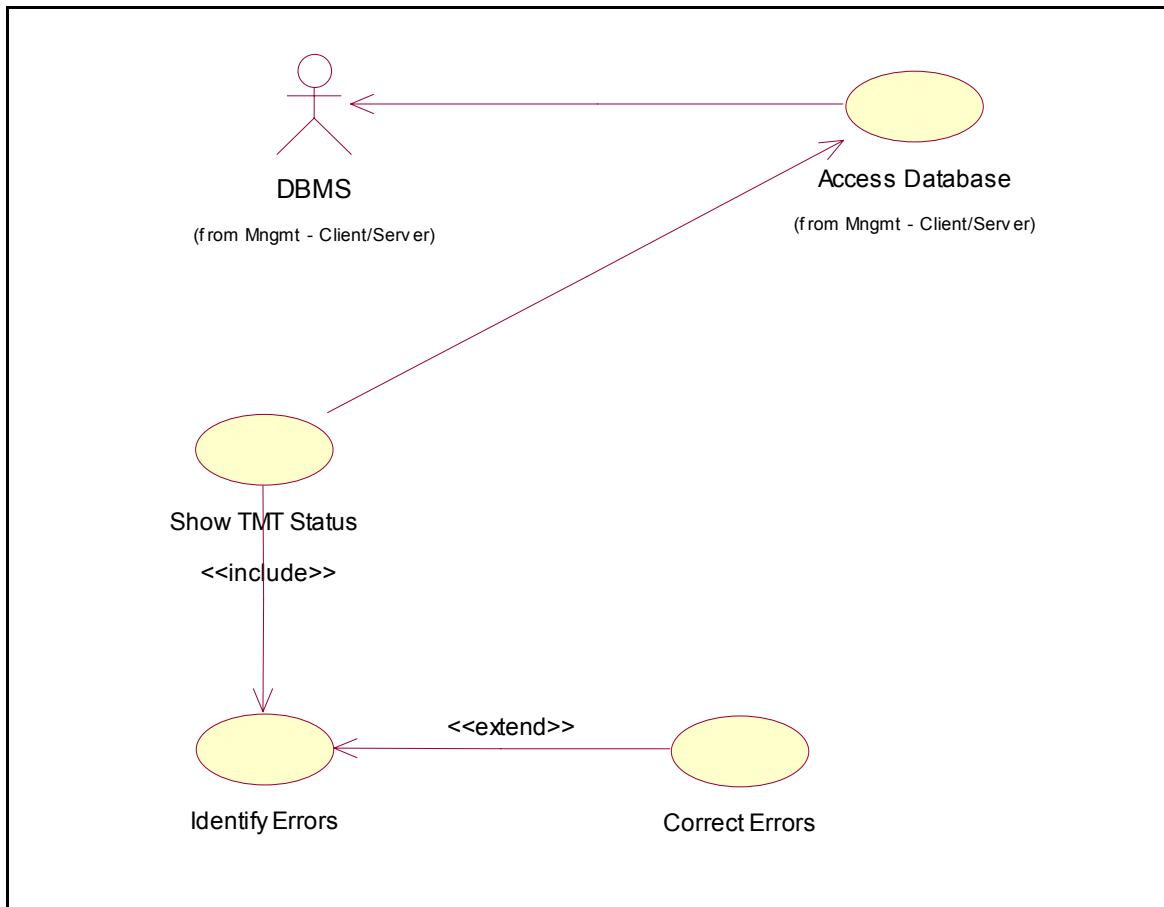 DBMS
(from Mngmt - Client/Server)
Access Database
(from Mngmt - Client/Server)
Show TMT Status
<<include>>
<<extend>>
Identify Errors
Correct Errors